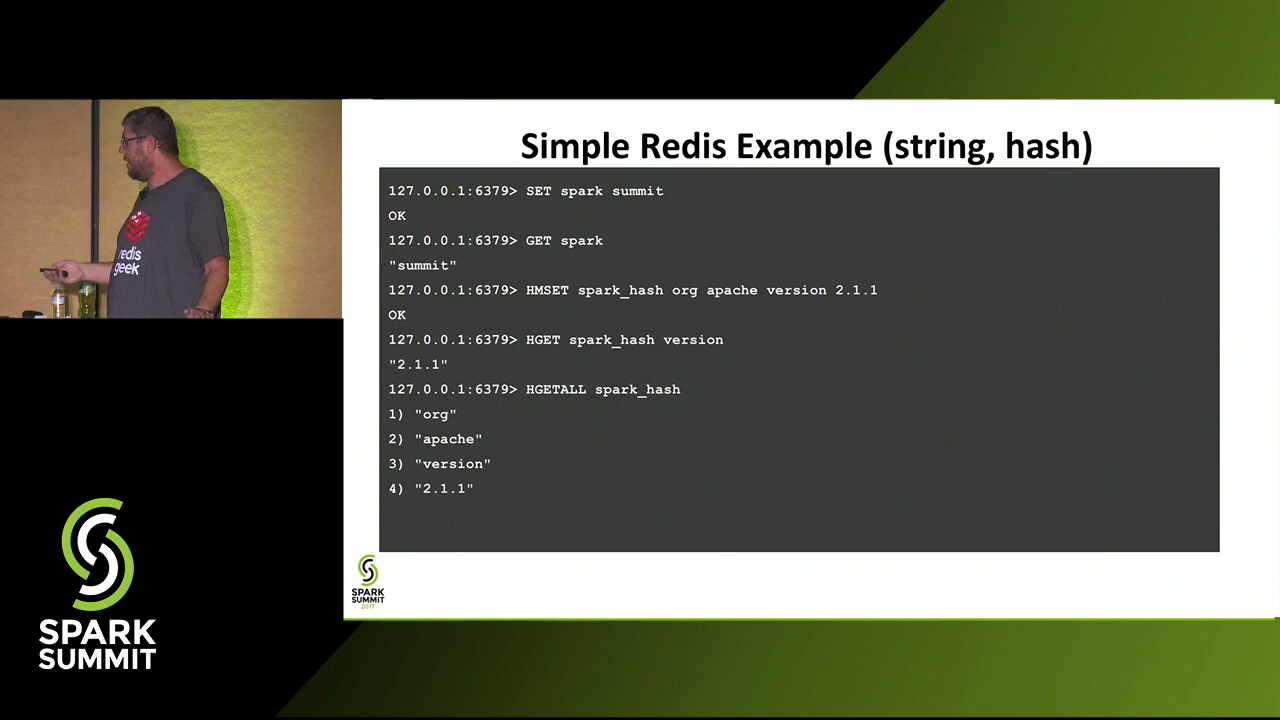 Simple Redis Example (string, hash)
127.0.0.1:6379> SET spark summit
OK
127.0.0.1:6379> GET spark
"summit"
127.0.0.1:6379> HMSET spark_hash org apache version 2.1.1
OK
127.0.0.1:6379> HGET spark_hash version
"2.1.1"
127.0.0.1:6379> HGETALL spark_hash
1) "org"
2) "apache"
3) "version"
4) "2.1.1"
redis
geek
SPARK
SUMMIT
2017
SPARK
SUMMIT